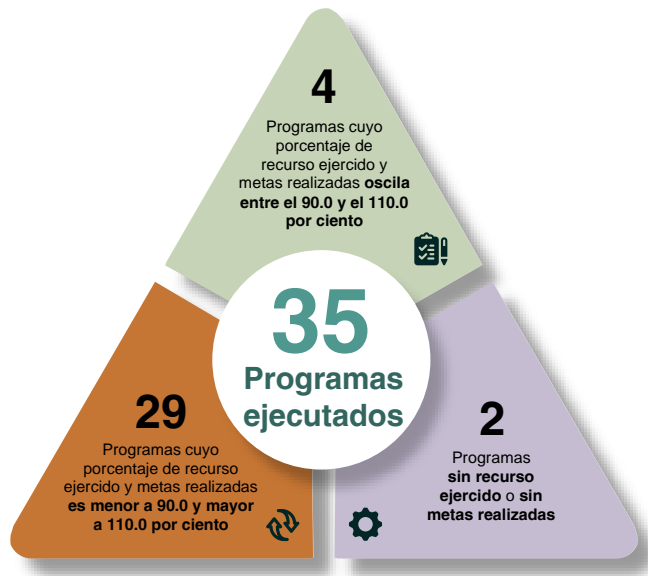 4
Programas cuyo
porcentaje de
recurso ejercido y
metas realizadas oscila
entre el 90.0 y el 110.0
por ciento
35
Programas
ejecutados
29
Programas cuyo
porcentaje de recurso
ejercido y metas realizadas
es menor a 90.0 y mayor
a 110.0 por ciento
2
Programas
sin recurso
ejercido o sin
metas realizadas